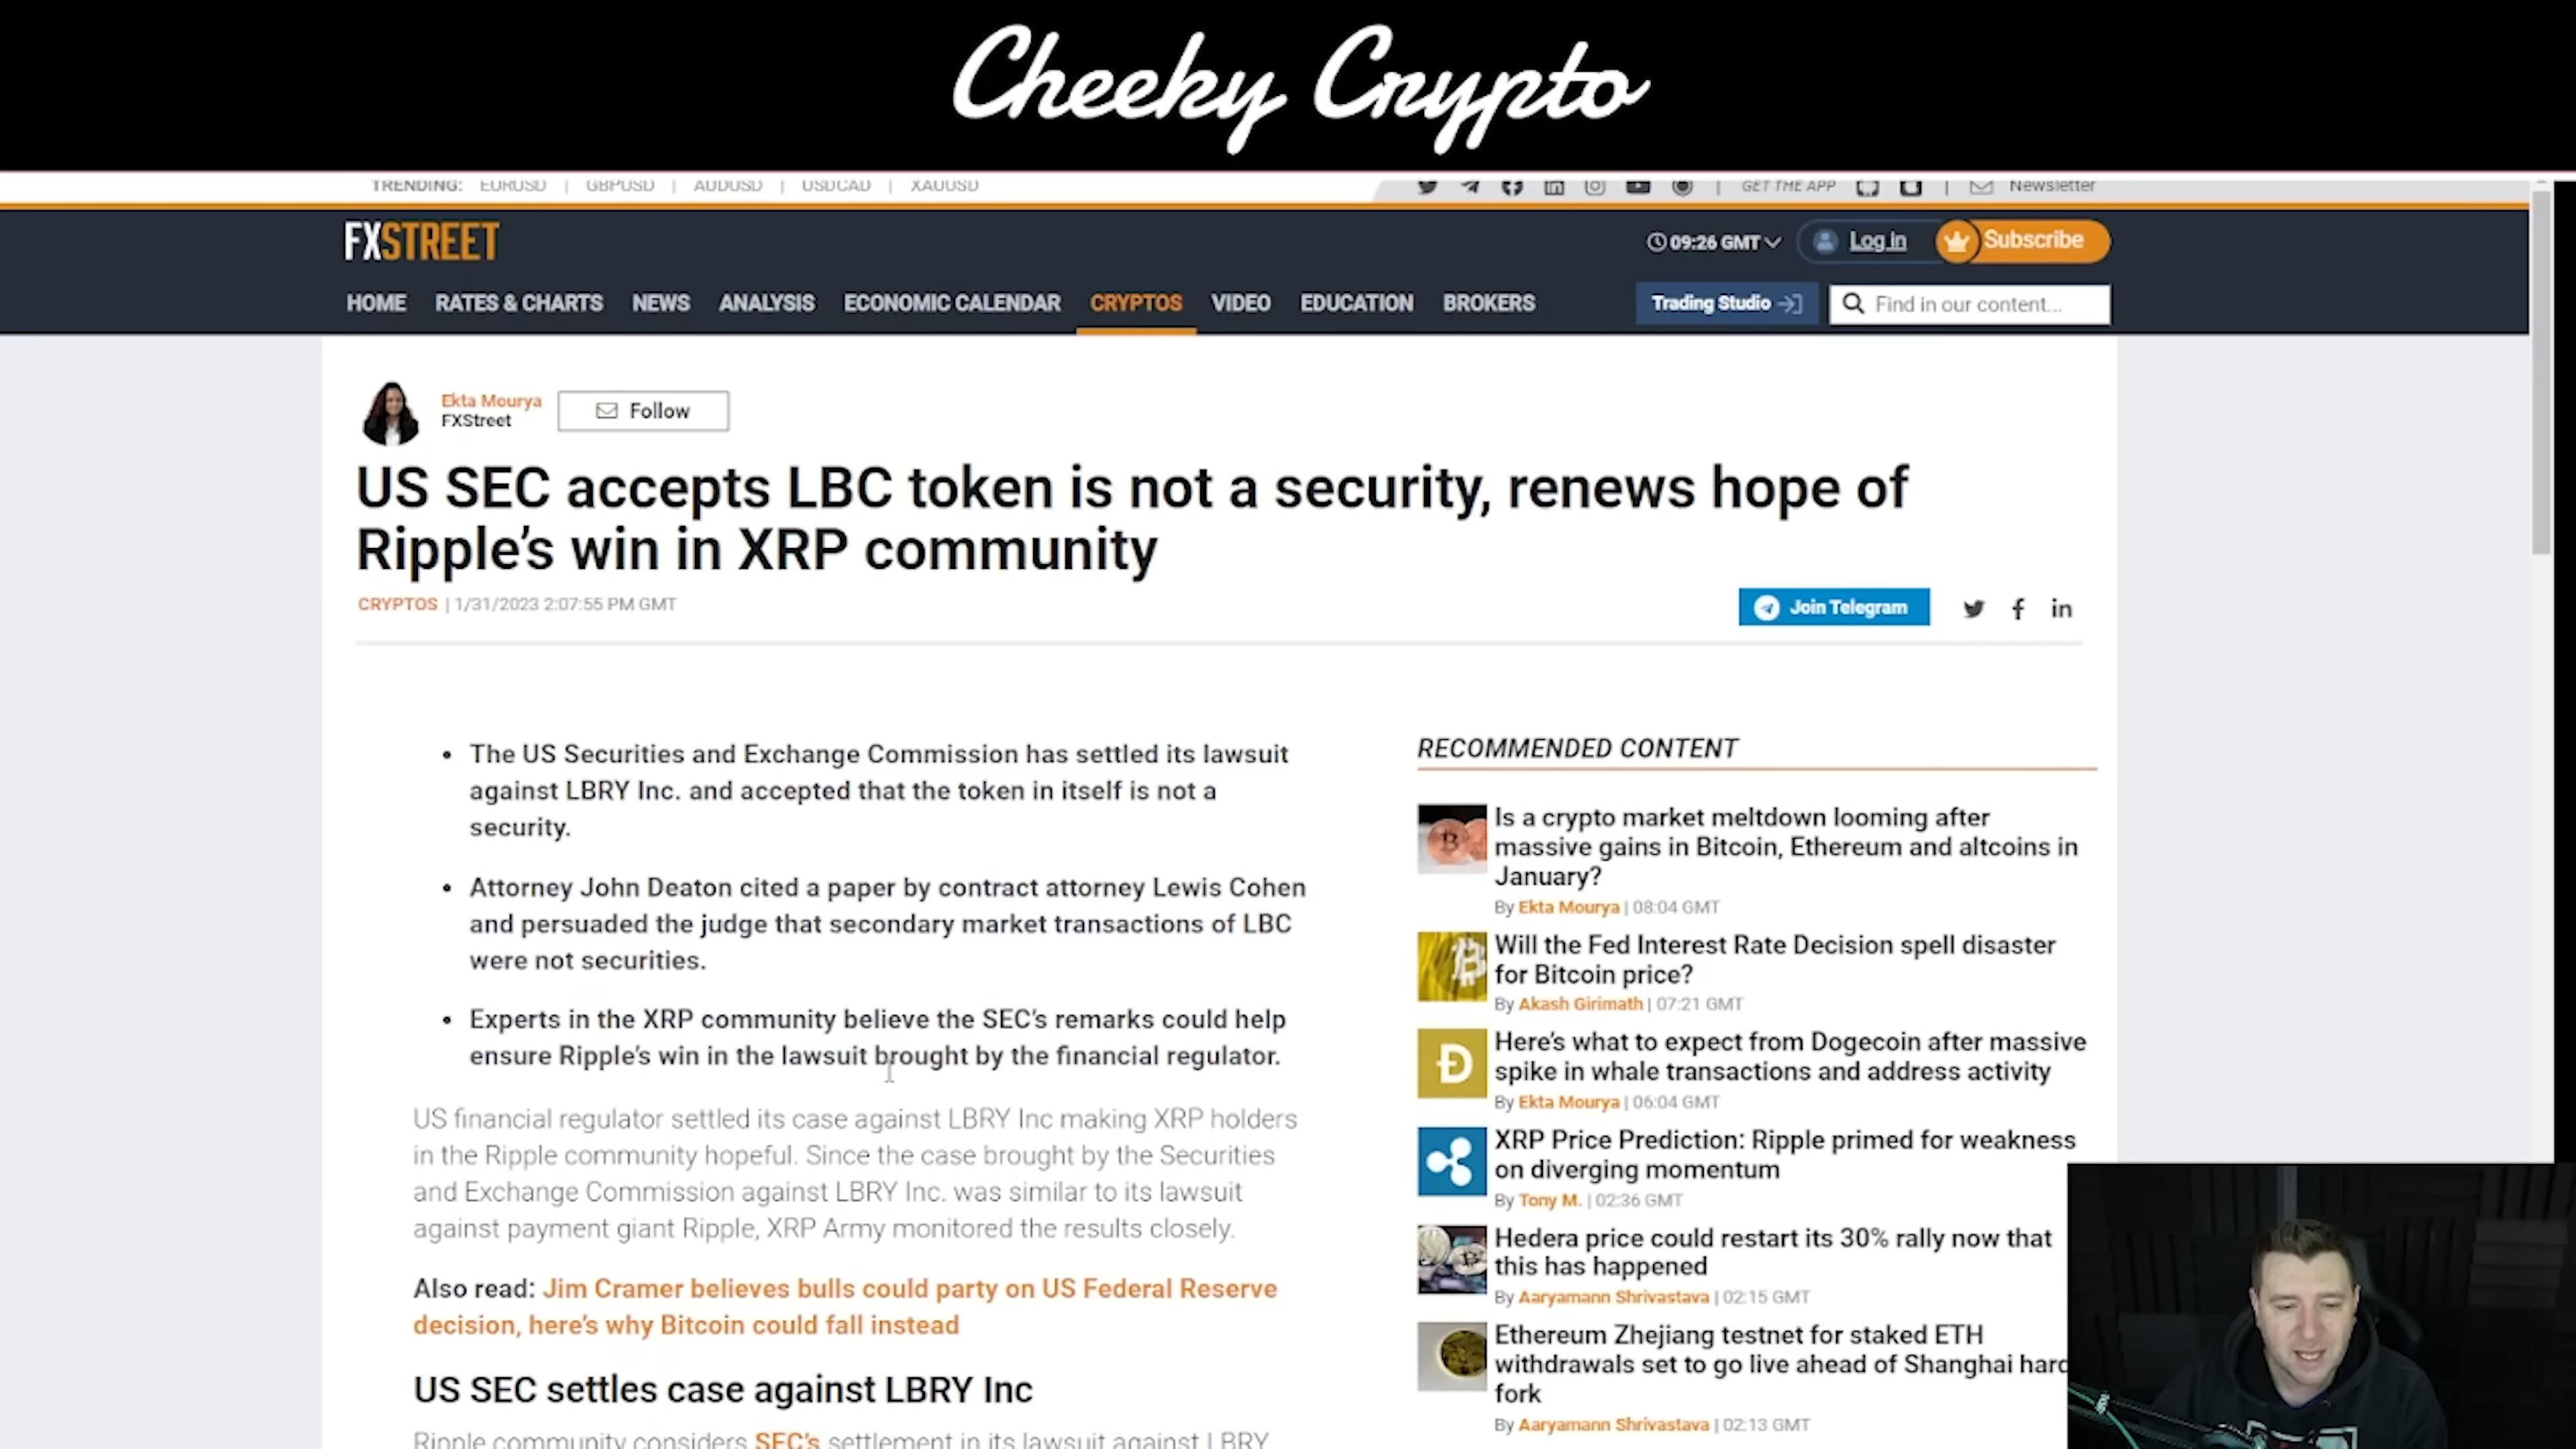 Cheeky Crypto
TRENDING: EURUSD | GBPUSD | AUDUSD | USDCAD | XAUUSD
GET THE APP | Newsletter
FXSTREET
09:26 GMT
Log in
Subscribe
HOME RATES & CHARTS NEWS ANALYSIS ECONOMIC CALENDAR CRYPTOS VIDEO EDUCATION BROKERS
Trading Studio
Find in our content...
Ekta Mourya
FXStreet
Follow
US SEC accepts LBC token is not a security, renews hope of
Ripple's win in XRP community
CRYPTOS | 1/31/2023 2:07:55 PM GMT
Join Telegram
• The US Securities and Exchange Commission has settled its lawsuit
against LBRY Inc. and accepted that the token in itself is not a
security.
• Attorney John Deaton cited a paper by contract attorney Lewis Cohen
and persuaded the judge that secondary market transactions of LBC
were not securities.
• Experts in the XRP community believe the SEC's remarks could help
ensure Ripple's win in the lawsuit brought by the financial regulator.
US financial regulator settled its case against LBRY Inc making XRP holders
in the Ripple community hopeful. Since the case brought by the Securities
and Exchange Commission against LBRY Inc. was similar to its lawsuit
against payment giant Ripple, XRP Army monitored the results closely.
Also read: Jim Cramer believes bulls could party on US Federal Reserve
decision, here's why Bitcoin could fall instead
US SEC settles case against LBRY Inc
Ripple community considers SEC's settlement in its lawsuit against LBRY
RECOMMENDED CONTENT
Is a crypto market meltdown looming after
massive gains in Bitcoin, Ethereum and altcoins in
January?
By Ekta Mourya | 08:04 GMT
Will the Fed Interest Rate Decision spell disaster
for Bitcoin price?
By Akash Girimath | 07:21 GMT
Here's what to expect from Dogecoin after massive
spike in whale transactions and address activity
By Ekta Mourya | 06:04 GMT
XRP Price Prediction: Ripple primed for weakness
on diverging momentum
By Tony M. | 02:36 GMT
Hedera price could restart its 30% rally now that
this has happened
By Aaryamann Shrivastava | 02:15 GMT
Ethereum Zhejiang testnet for staked ETH
withdrawals set to go live ahead of Shanghai hard
fork
By Aaryamann Shrivastava | 02:13 GMT